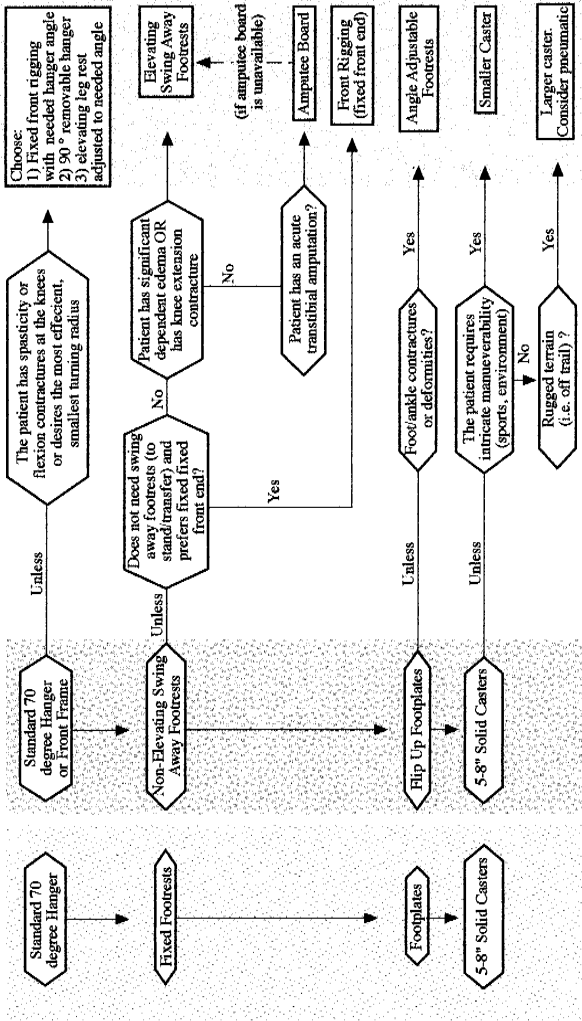 Standard 70
degree Hanger
Standard 70
degree Hanger
or Front Frame
Unless
The patient has spasticity or
flexion contractures at the knees
or desires the most effecient,
smallest turning radius
Choose:
1) Fixed front rigging
with needed hanger angle
2) 90° removable hanger
3) elevating leg rest
adjusted to needed angle
Fixed Footrests
Non-Elevating Swing
Away Footrests
Unless
Does not need swing
away footrests (to
stand/transfer) and
prefers fixed fixed
front end?
No
Patient has significant
dependent edema OR
has knee extension
contracture
Elevating
Swing Away
Footrests
No
(if amputee board
is unavailable)
Yes
Patient has an acute
transtibial amputation?
Amputee Board
Front Rigging
(fixed front end)
Footplates
Flip Up Footplates
Unless
Foot/ankle contractures
or deformities?
Yes
Angle Adjustable
Footrests
5-8" Solid Casters
5-8" Solid Casters
Unless
The patient requires
intricate manueverability
(sports, environment)
Yes
Smaller Caster
No
Rugged terrain
(i.e. off trail) ?
Yes
Larger caster.
Consider pneumatic